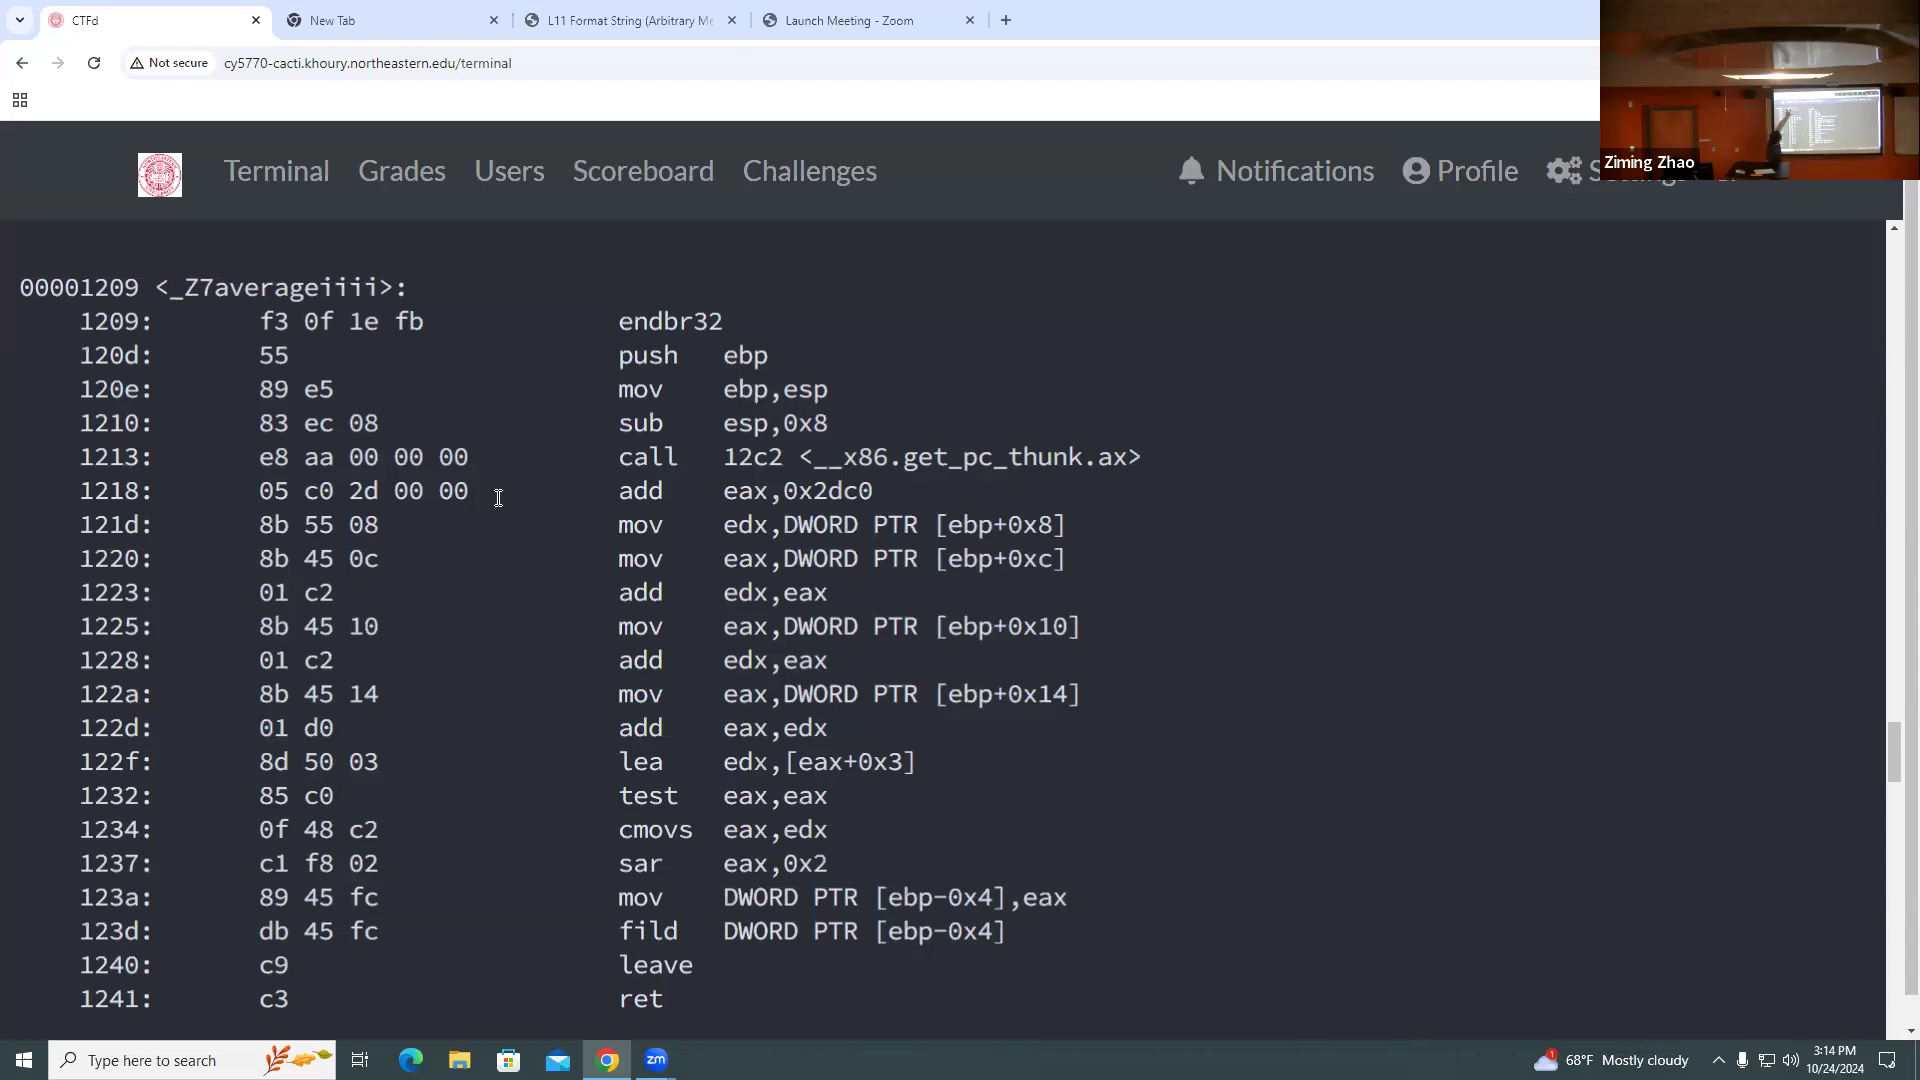 CTFd
New Tab
L11 Format String (Arbitrary Me
Launch Meeting - Zoom
Not secure
cy5770-cacti.khoury.northeastern.edu/terminal
Ziming Zhao
Terminal Grades Users Scoreboard Challenges
Notifications Profile
00001209 <_Z7averageiiii>:
1209: f3 0f 1e fb endbr32
120d: 55 push ebp
120e: 89 e5 mov ebp,esp
1210: 83 ec 08 sub esp,0x8
1213: e8 aa 00 00 00 call 12c2 <__x86.get_pc_thunk.ax>
1218: 05 c0 2d 00 00 add eax,0x2dc0
121d: 8b 55 08 mov edx,DWORD PTR [ebp+0x8]
1220: 8b 45 0c mov eax,DWORD PTR [ebp+0xc]
1223: 01 c2 add edx,eax
1225: 8b 45 10 mov eax,DWORD PTR [ebp+0x10]
1228: 01 c2 add edx,eax
122a: 8b 45 14 mov eax,DWORD PTR [ebp+0x14]
122d: 01 d0 add eax,edx
122f: 8d 50 03 lea edx,[eax+0x3]
1232: 85 c0 test eax,eax
1234: 0f 48 c2 cmovs eax,edx
1237: c1 f8 02 sar eax,0x2
123a: 89 45 fc mov DWORD PTR [ebp-0x4],eax
123d: db 45 fc fild DWORD PTR [ebp-0x4]
1240: c9 leave
1241: c3 ret
Type here to search
zm
1
68°F Mostly cloudy
3:14 PM
10/24/2024